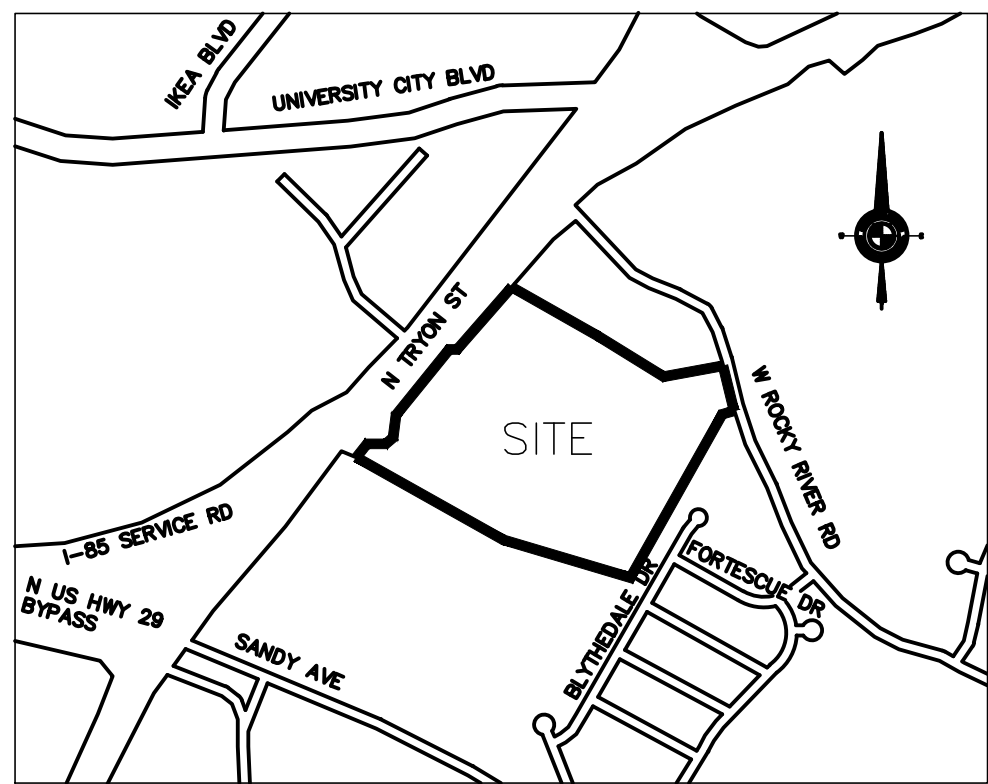 IKEA BLVD
UNIVERSITY CITY BLVD
N TRYON ST
W ROCKY RIVER RD
SITE
I-85 SERVICE RD
N US HWY 29
BYPASS
FORTESCUE DR
BLYTHEDALE DR
SANDY AVE